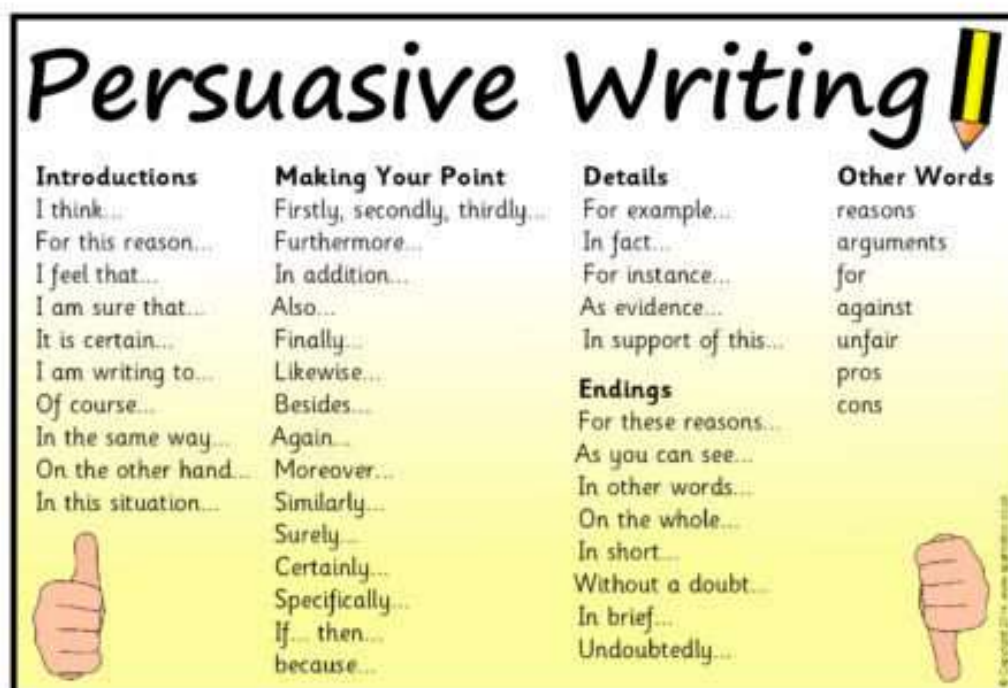 Persuasive Writing
Introductions
I think...
For this reason...
I feel that...
I am sure that...
It is certain...
I am writing to...
Of course...
In the same way...
On the other hand...
In this situation...
Making Your Point
Firstly, secondly, thirdly...
Furthermore...
In addition...
Also...
Finally...
Likewise...
Besides...
Again...
Moreover...
Similarly...
Surely...
Certainly...
Specifically...
If... then...
because...
Details
For example...
In fact...
For instance...
As evidence...
In support of this...
Endings
For these reasons...
As you can see...
In other words...
On the whole...
In short...
Without a doubt...
In brief...
Undoubtedly...
Other Words
reasons
arguments
for
against
unfair
pros
cons